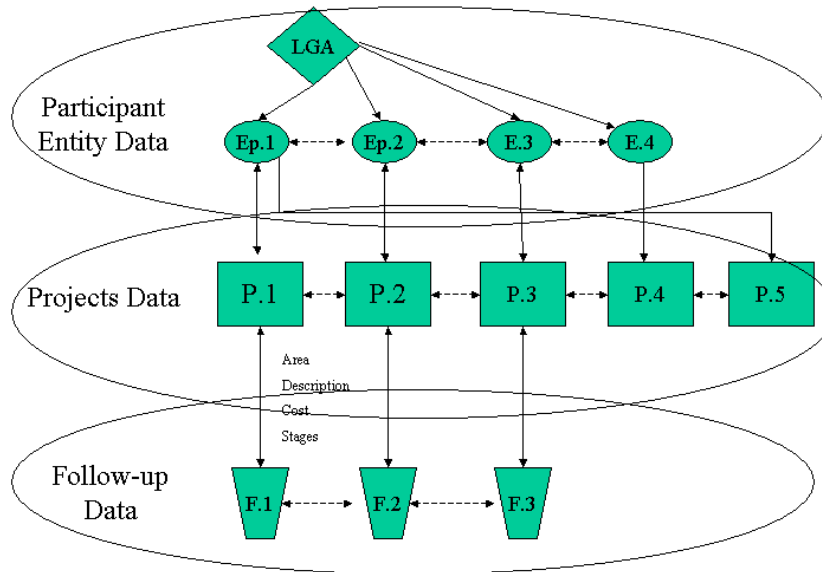 LGA
Participant
Entity Data
Ep.1
Ep.2
E.3
E.4
Projects Data
P.1
P.2
P.3
P.4
P.5
Area
Description
Cost
Stages
Follow-up
Data
F.1
F.2
F.3